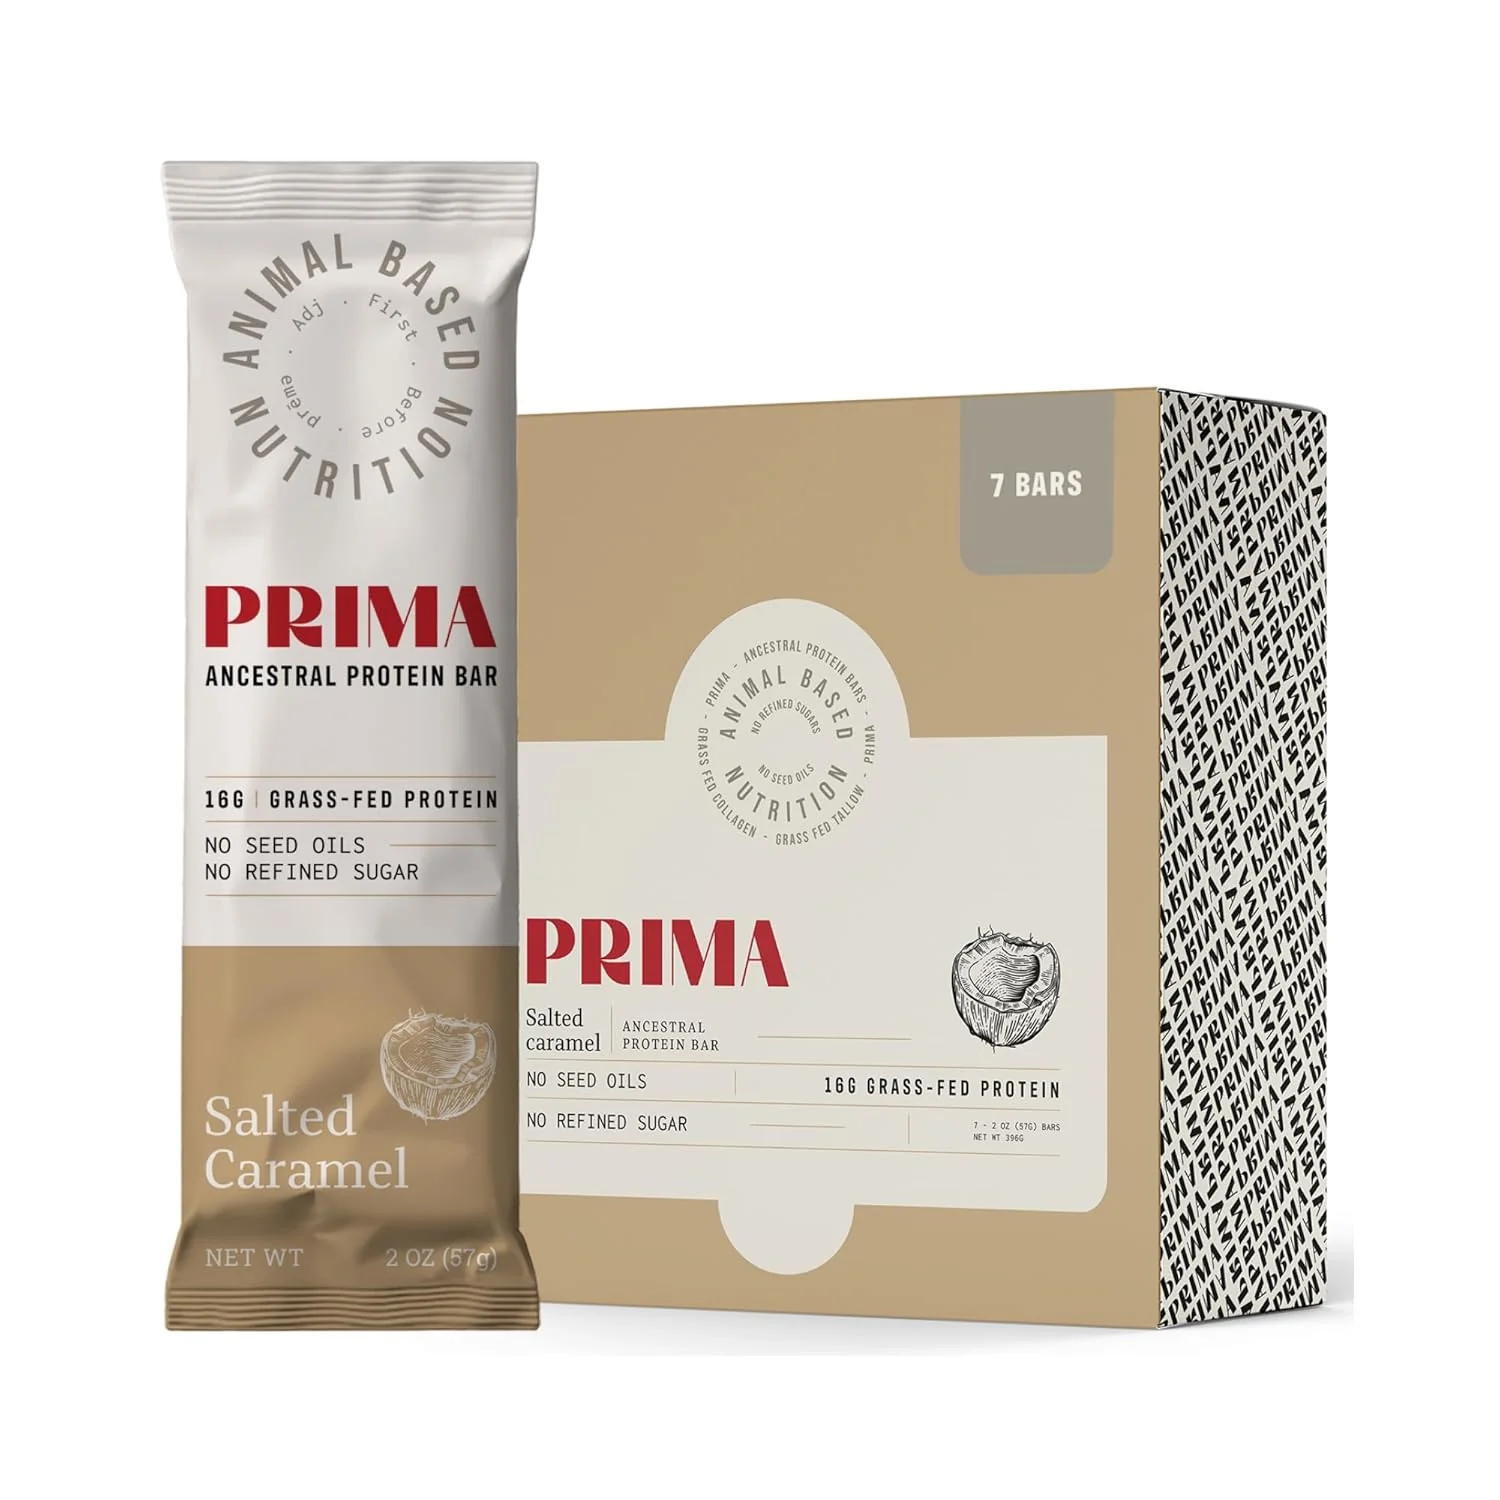 ANIMAL BASED
NUTRITION
Adj · First · Before · prēme ·
PRIMA
ANCESTRAL PROTEIN BAR
16G | GRASS-FED PROTEIN
NO SEED OILS
NO REFINED SUGAR
Salted
Caramel
NET WT 2 OZ (57g)
7 BARS
PRIMA - ANCESTRAL PROTEIN BARS - PRIMA - GRASS FED TALLOW - GRASS FED COLLAGEN -
ANIMAL BASED
NUTRITION
NO REFINED SUGARS
NO SEED OILS
PRIMA
Salted
caramel
ANCESTRAL
PROTEIN BAR
NO SEED OILS
16G GRASS-FED PROTEIN
NO REFINED SUGAR
7 - 2 OZ (57G) BARS
NET WT 396G
PRIMA